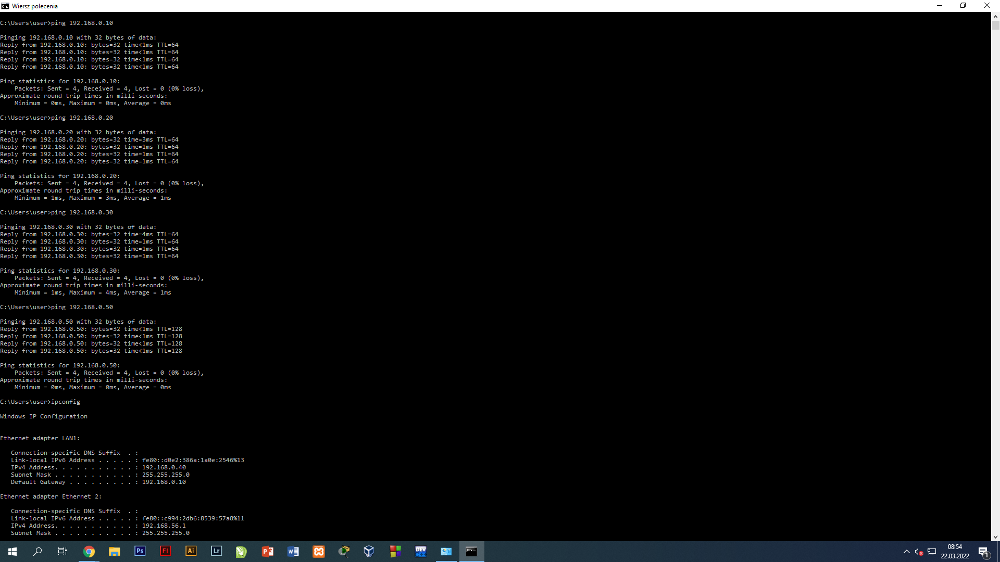 Wiersz polecenia
C:\Users\user>ping 192.168.0.10
Pinging 192.168.0.10 with 32 bytes of data:
Reply from 192.168.0.10: bytes=32 time<1ms TTL=64
Reply from 192.168.0.10: bytes=32 time<1ms TTL=64
Reply from 192.168.0.10: bytes=32 time<1ms TTL=64
Reply from 192.168.0.10: bytes=32 time<1ms TTL=64
Ping statistics for 192.168.0.10:
    Packets: Sent = 4, Received = 4, Lost = 0 (0% loss),
Approximate round trip times in milli-seconds:
    Minimum = 0ms, Maximum = 0ms, Average = 0ms
C:\Users\user>ping 192.168.0.20
Pinging 192.168.0.20 with 32 bytes of data:
Reply from 192.168.0.20: bytes=32 time=3ms TTL=64
Reply from 192.168.0.20: bytes=32 time=1ms TTL=64
Reply from 192.168.0.20: bytes=32 time=1ms TTL=64
Reply from 192.168.0.20: bytes=32 time=1ms TTL=64
Ping statistics for 192.168.0.20:
    Packets: Sent = 4, Received = 4, Lost = 0 (0% loss),
Approximate round trip times in milli-seconds:
    Minimum = 1ms, Maximum = 3ms, Average = 1ms
C:\Users\user>ping 192.168.0.30
Pinging 192.168.0.30 with 32 bytes of data:
Reply from 192.168.0.30: bytes=32 time=4ms TTL=64
Reply from 192.168.0.30: bytes=32 time=1ms TTL=64
Reply from 192.168.0.30: bytes=32 time=1ms TTL=64
Reply from 192.168.0.30: bytes=32 time=1ms TTL=64
Ping statistics for 192.168.0.30:
    Packets: Sent = 4, Received = 4, Lost = 0 (0% loss),
Approximate round trip times in milli-seconds:
    Minimum = 1ms, Maximum = 4ms, Average = 1ms
C:\Users\user>ping 192.168.0.50
Pinging 192.168.0.50 with 32 bytes of data:
Reply from 192.168.0.50: bytes=32 time<1ms TTL=128
Reply from 192.168.0.50: bytes=32 time<1ms TTL=128
Reply from 192.168.0.50: bytes=32 time<1ms TTL=128
Reply from 192.168.0.50: bytes=32 time<1ms TTL=128
Ping statistics for 192.168.0.50:
    Packets: Sent = 4, Received = 4, Lost = 0 (0% loss),
Approximate round trip times in milli-seconds:
    Minimum = 0ms, Maximum = 0ms, Average = 0ms
C:\Users\user>ipconfig
Windows IP Configuration
Ethernet adapter LAN1:
   Connection-specific DNS Suffix  . :
   Link-local IPv6 Address . . . . . : fe80::d0e2:386a:1a0e:2546%13
   IPv4 Address. . . . . . . . . . . : 192.168.0.40
   Subnet Mask . . . . . . . . . . . : 255.255.255.0
   Default Gateway . . . . . . . . . : 192.168.0.10
Ethernet adapter Ethernet 2:
   Connection-specific DNS Suffix  . :
   Link-local IPv6 Address . . . . . : fe80::c994:2db6:8539:57a8%11
   IPv4 Address. . . . . . . . . . . : 192.168.56.1
   Subnet Mask . . . . . . . . . . . : 255.255.255.0
Ps Fl Ai Lr P W DEV C:\.
08:54
22.03.2022
1